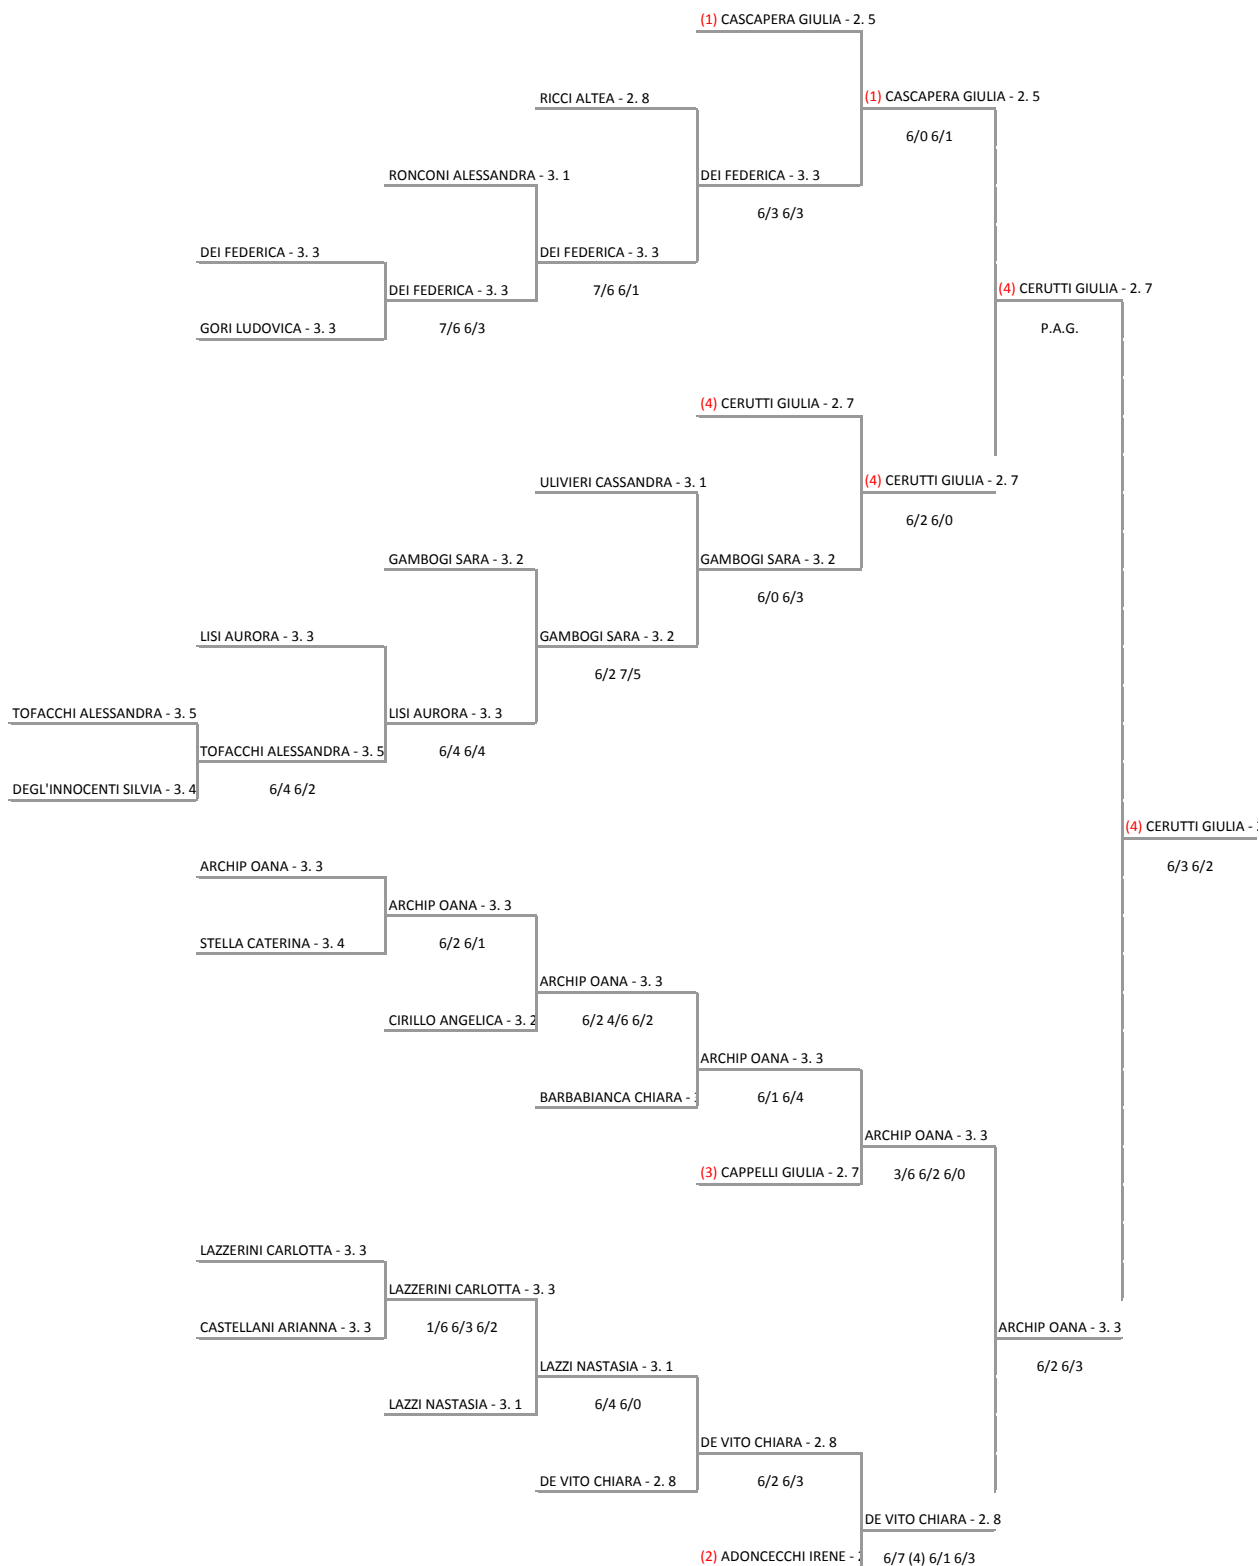 (1) CASCAPERA GIULIA - 2. 5
RICCI ALTEA - 2. 8
(1) CASCAPERA GIULIA - 2. 5
6/0 6/1
RONCONI ALESSANDRA - 3. 1
DEI FEDERICA - 3. 3
6/3 6/3
DEI FEDERICA - 3. 3
DEI FEDERICA - 3. 3
DEI FEDERICA - 3. 3
7/6 6/1
(4) CERUTTI GIULIA - 2. 7
GORI LUDOVICA - 3. 3
7/6 6/3
P.A.G.
(4) CERUTTI GIULIA - 2. 7
ULIVIERI CASSANDRA - 3. 1
(4) CERUTTI GIULIA - 2. 7
6/2 6/0
GAMBOGI SARA - 3. 2
GAMBOGI SARA - 3. 2
6/0 6/3
LISI AURORA - 3. 3
GAMBOGI SARA - 3. 2
6/2 7/5
TOFACCHI ALESSANDRA - 3. 5
LISI AURORA - 3. 3
TOFACCHI ALESSANDRA - 3. 5
6/4 6/4
DEGL'INNOCENTI SILVIA - 3. 4
6/4 6/2
(4) CERUTTI GIULIA -
ARCHIP OANA - 3. 3
6/3 6/2
ARCHIP OANA - 3. 3
STELLA CATERINA - 3. 4
6/2 6/1
ARCHIP OANA - 3. 3
CIRILLO ANGELICA - 3. 2
6/2 4/6 6/2
ARCHIP OANA - 3. 3
BARBABIANCA CHIARA -
6/1 6/4
ARCHIP OANA - 3. 3
(3) CAPPELLI GIULIA - 2. 7
3/6 6/2 6/0
LAZZERINI CARLOTTA - 3. 3
LAZZERINI CARLOTTA - 3. 3
CASTELLANI ARIANNA - 3. 3
1/6 6/3 6/2
ARCHIP OANA - 3. 3
LAZZI NASTASIA - 3. 1
6/2 6/3
LAZZI NASTASIA - 3. 1
6/4 6/0
DE VITO CHIARA - 2. 8
DE VITO CHIARA - 2. 8
6/2 6/3
DE VITO CHIARA - 2. 8
(2) ADONCECCHI IRENE -
6/7 (4) 6/1 6/3